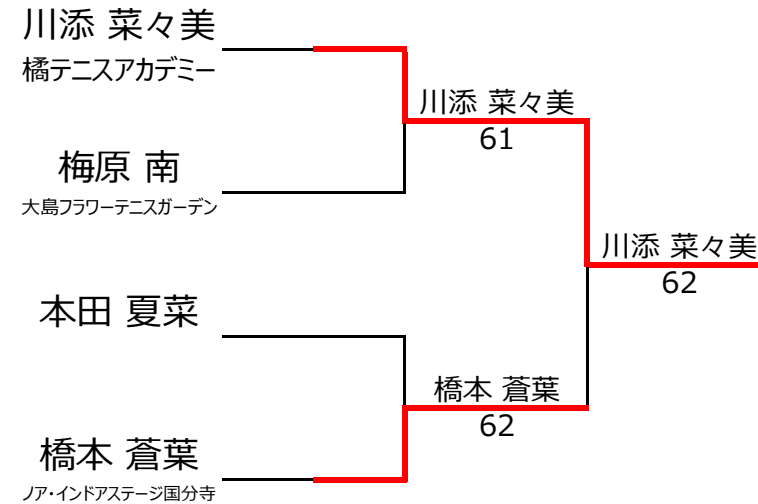 川添 菜々美
橘テニスアカデミー
川添 菜々美
61
梅原 南
大島フラワーテニスガーデン
川添 菜々美
62
本田 夏菜
橋本 蒼葉
62
橋本 蒼葉
ノア・インドアステージ国分寺